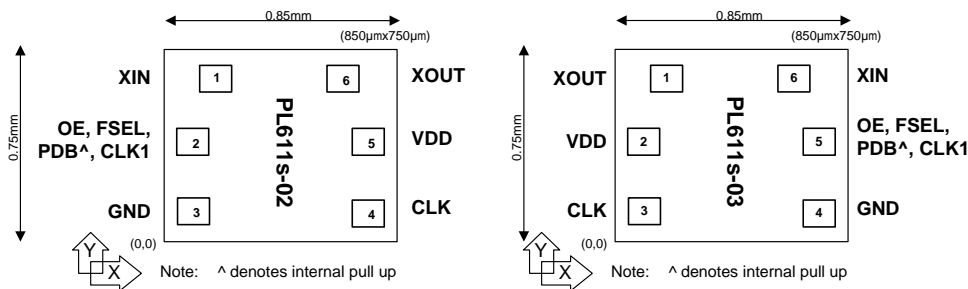 0.85mm
(850µmx750µm)
0.75mm
XIN
1
6
XOUT
OE, FSEL,
PDB^, CLK1
2
PL611s-02
5
VDD
GND
3
4
CLK
(0,0)
Y
X
Note: ^ denotes internal pull up
0.85mm
(850µmx750µm)
0.75mm
XOUT
1
6
XIN
VDD
2
PL611s-03
5
OE, FSEL,
PDB^, CLK1
CLK
3
4
GND
(0,0)
Y
X
Note: ^ denotes internal pull up